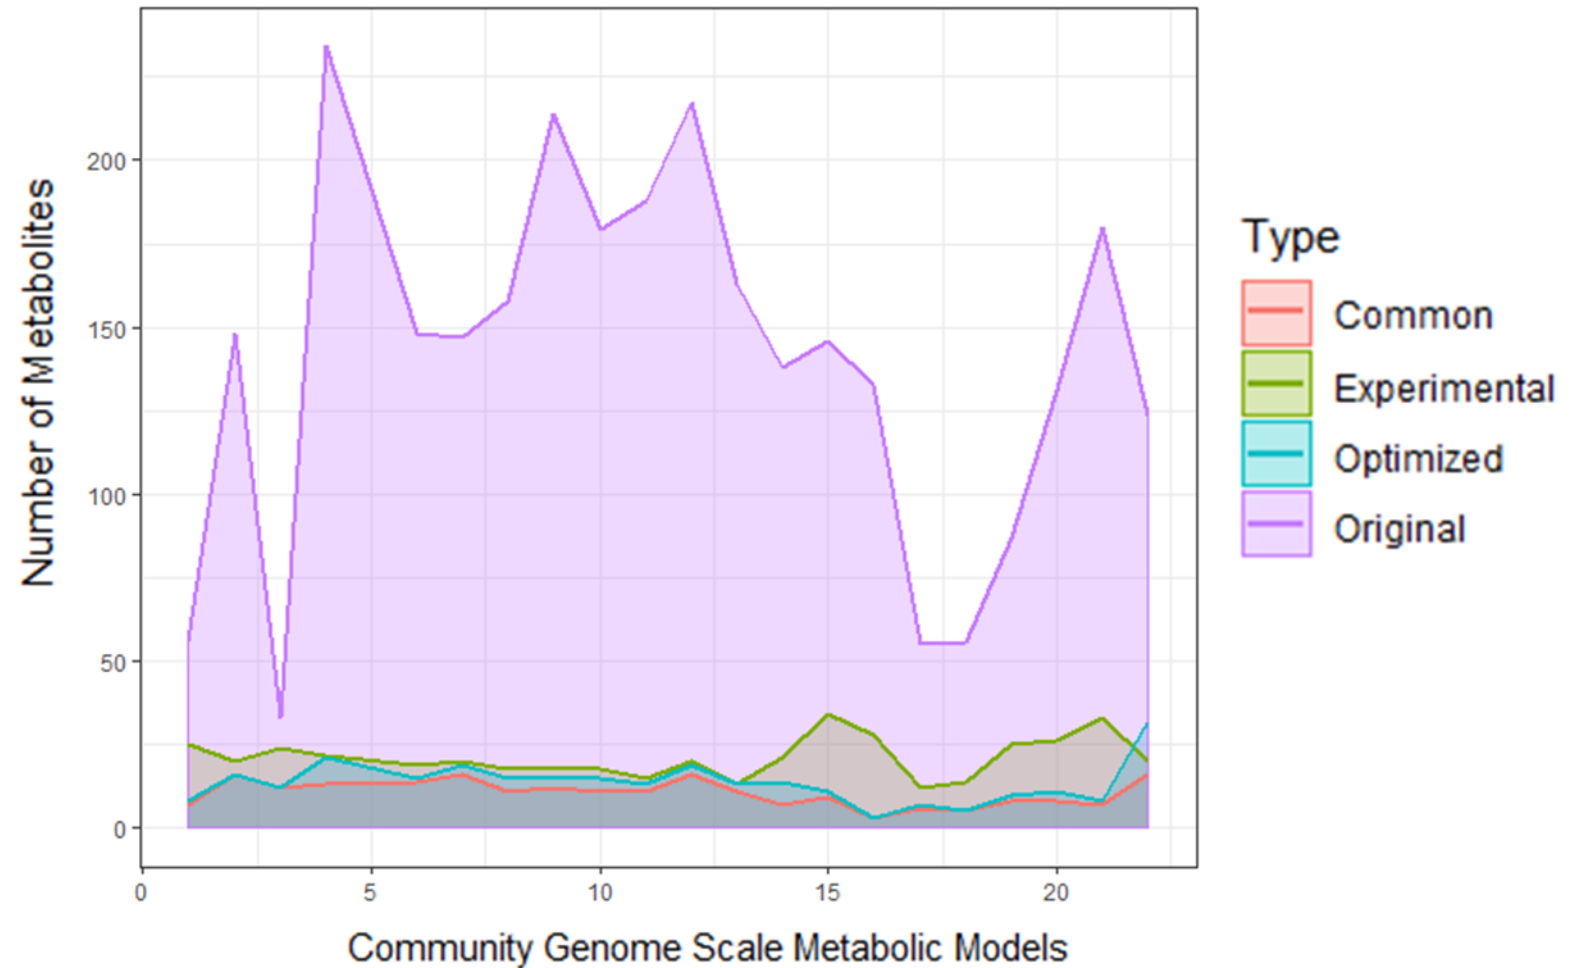 Number of Metabolites
200
150
100
50
0
0 5 10 15 20
Community Genome Scale Metabolic Models
Type
Common
Experimental
Optimized
Original